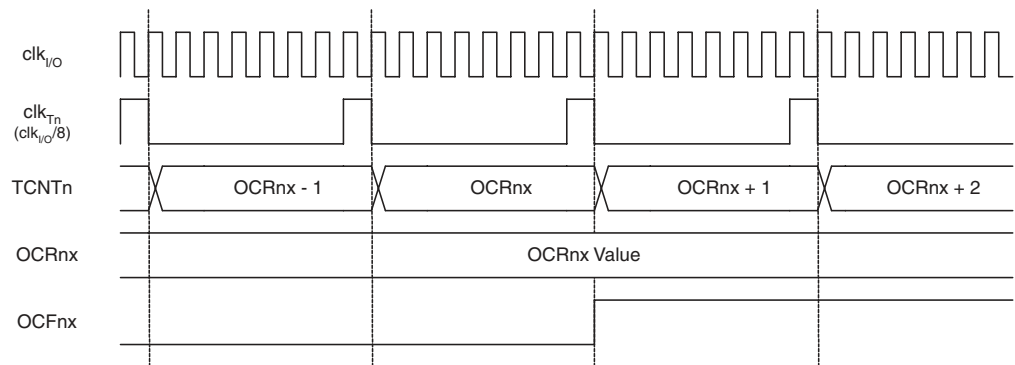 clkI/O
clkTn
(clkI/O/8)
TCNTn OCRnx - 1 OCRnx OCRnx + 1 OCRnx + 2
OCRnx OCRnx Value
OCFnx